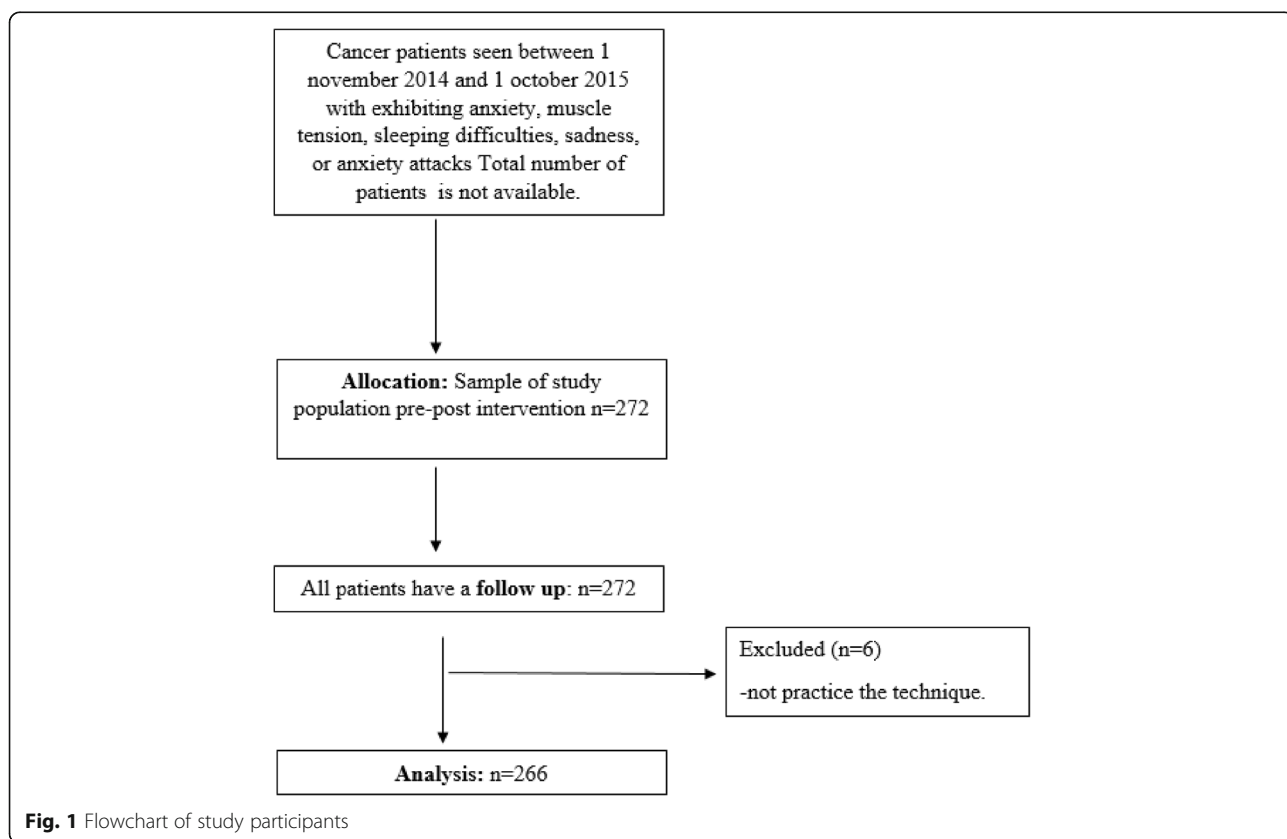 Cancer patients seen between 1
november 2014 and 1 october 2015
with exhibiting anxiety, muscle
tension, sleeping difficulties, sadness,
or anxiety attacks Total number of
patients is not available.
Allocation: Sample of study
population pre-post intervention n=272
All patients have a follow up: n=272
Excluded (n=6)
-not practice the technique.
Analysis: n=266
Fig. 1 Flowchart of study participants